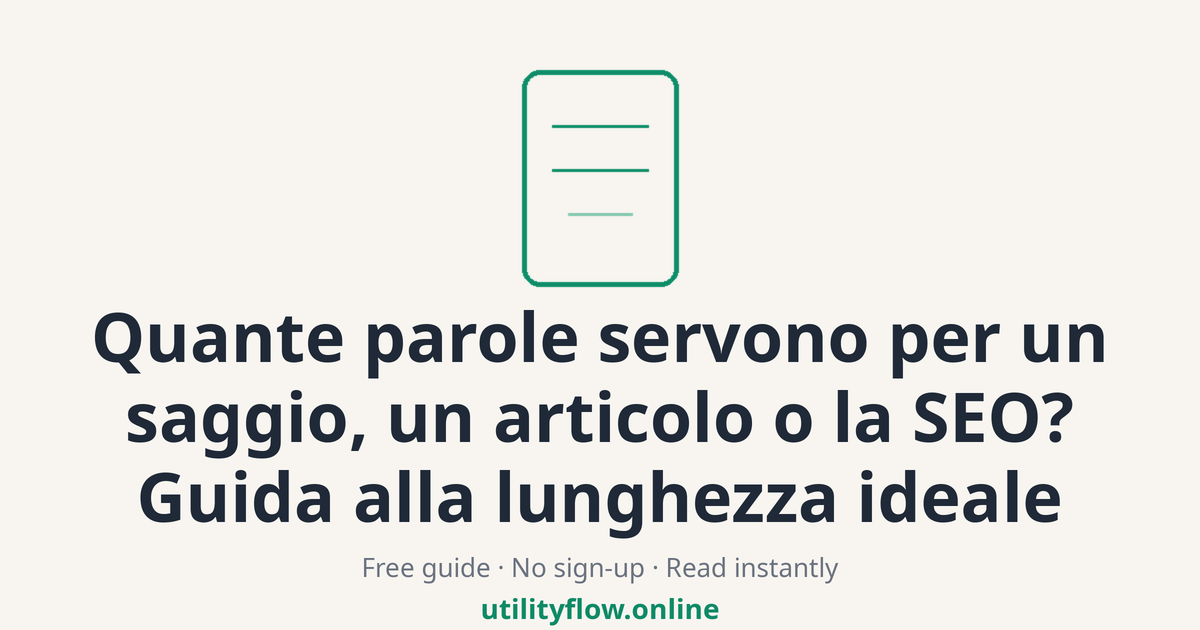 Quante parole servono per un
saggio, un articolo o la SEO?
Guida alla lunghezza ideale
Free guide · No sign-up · Read instantly
utilityflow.online